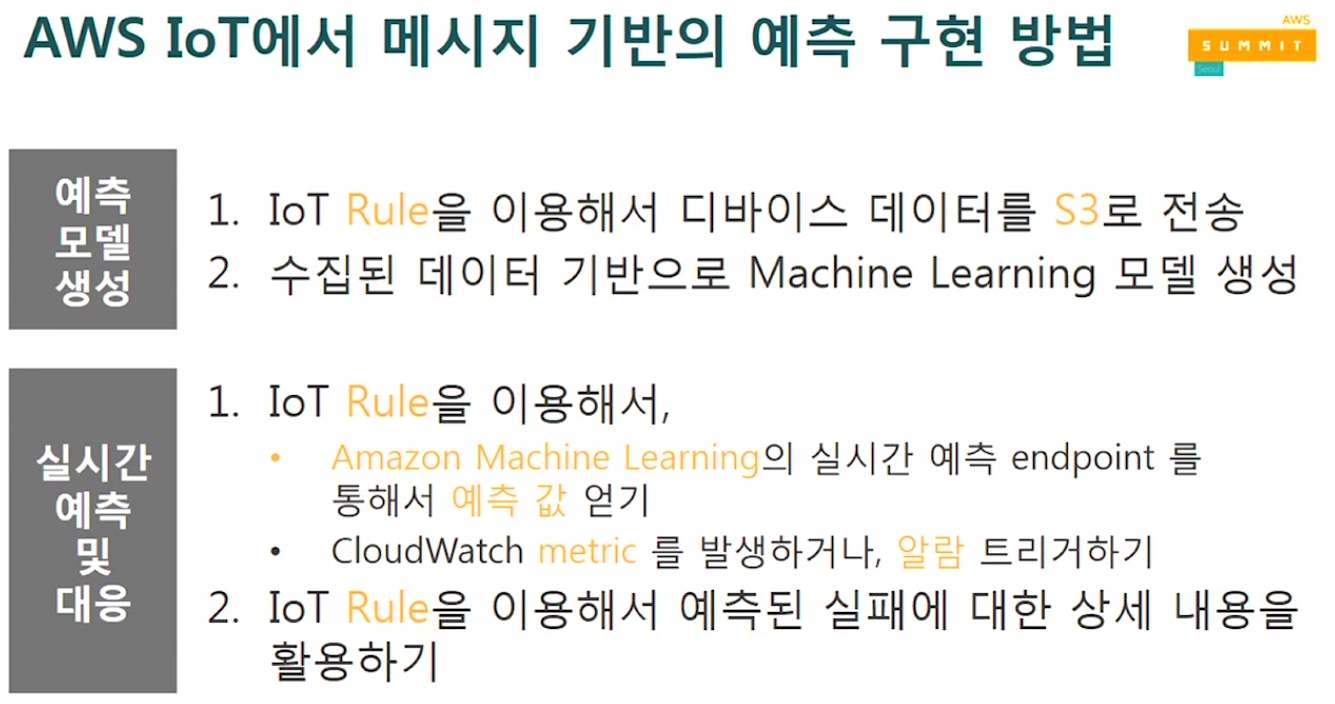 AWS IoT에서 메시지 기반의 예측 구현 방법
AWS
SUMMIT
Seoul
예측
모델
생성
1. IoT Rule을 이용해서 디바이스 데이터를 S3로 전송
2. 수집된 데이터 기반으로 Machine Learning 모델 생성
실시간
예측
및
대응
1. IoT Rule을 이용해서,
• Amazon Machine Learning의 실시간 예측 endpoint 를
통해서 예측 값 얻기
• CloudWatch metric 를 발생하거나, 알람 트리거하기
2. IoT Rule을 이용해서 예측된 실패에 대한 상세 내용을
활용하기